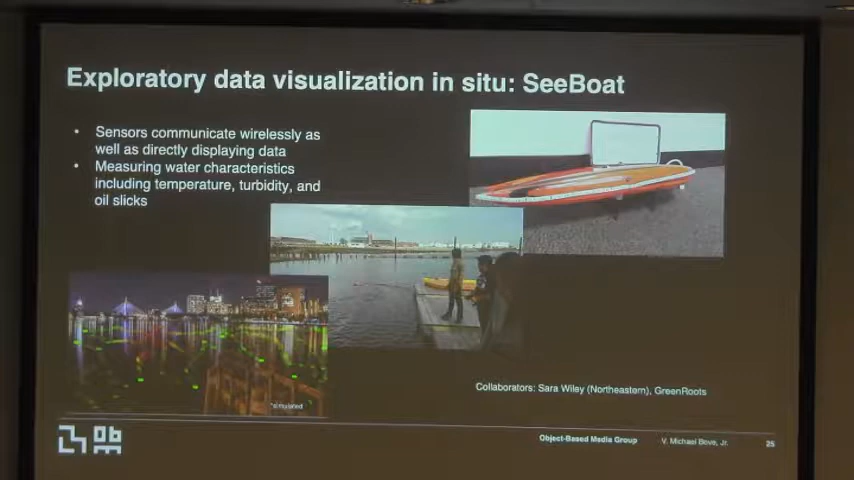 Exploratory data visualization in situ: SeeBoat
• Sensors communicate wirelessly as
well as directly displaying data
• Measuring water characteristics
including temperature, turbidity, and
oil slicks
*simulated
Collaborators: Sara Wiley (Northeastern), GreenRoots
Object-Based Media Group
V. Michael Bove, Jr.
25